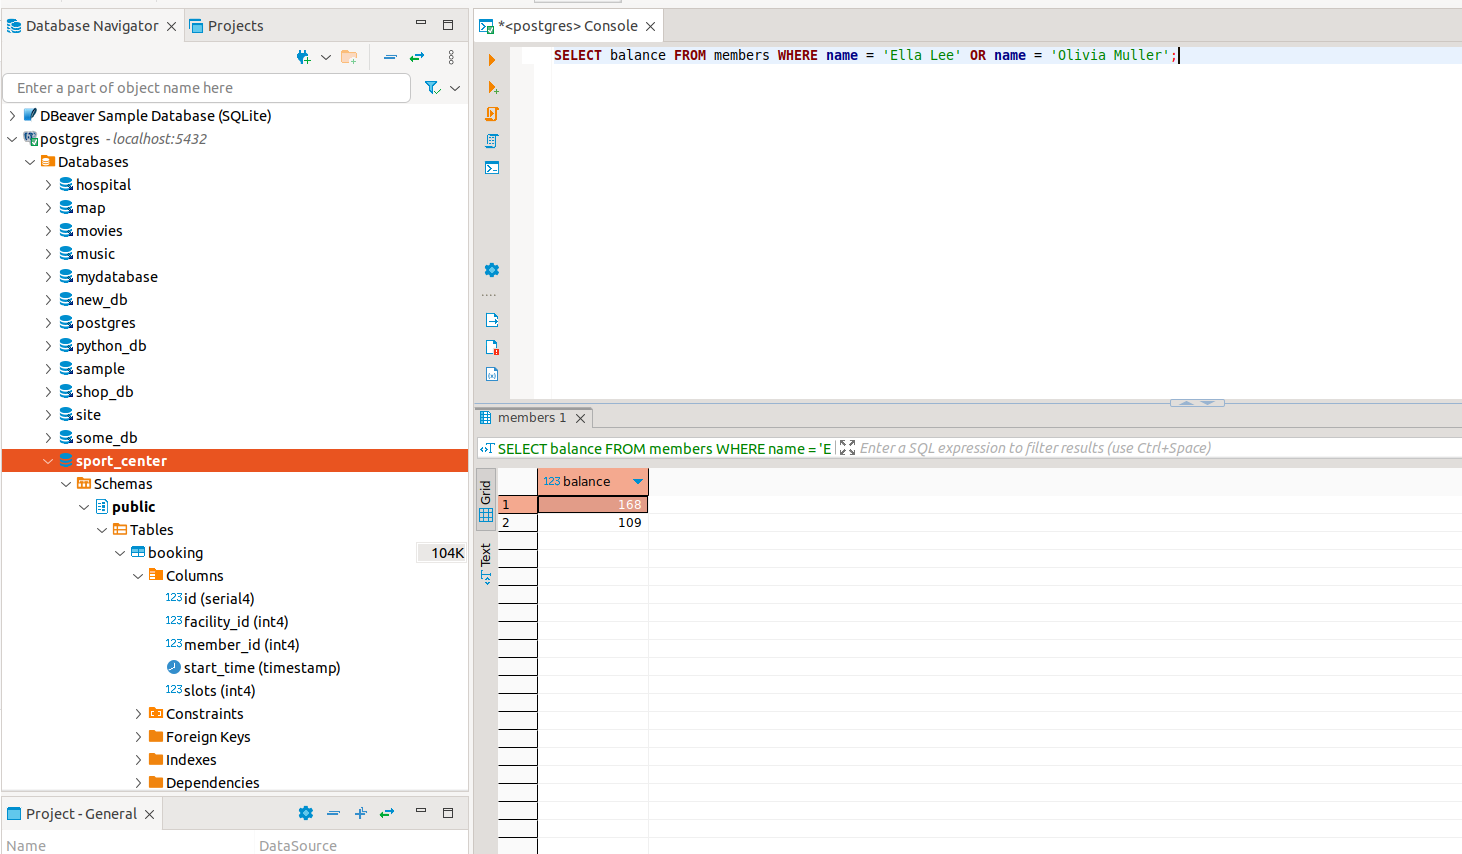 Database Navigator
Projects
Enter a part of object name here
DBeaver Sample Database (SQLite)
postgres - localhost:5432
Databases
hospital
map
movies
music
mydatabase
new_db
postgres
python_db
sample
shop_db
site
some_db
sport_center
Schemas
public
Tables
booking 104K
Columns
123 id (serial4)
123 facility_id (int4)
123 member_id (int4)
start_time (timestamp)
123 slots (int4)
Constraints
Foreign Keys
Indexes
Dependencies
Project - General
Name DataSource
*<postgres> Console
SELECT balance FROM members WHERE name = 'Ella Lee' OR name = 'Olivia Muller';
members 1
SELECT balance FROM members WHERE name = 'E
Enter a SQL expression to filter results (use Ctrl+Space)
Grid
Text
123 balance
1 168
2 109